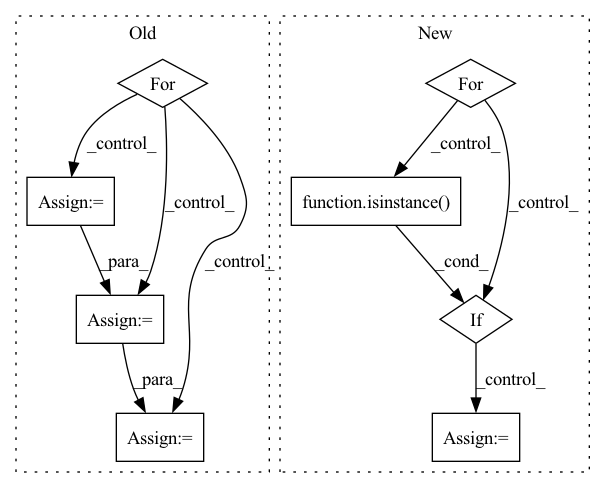 Old
New
For
For
_control_
_control_
Assign:=
_control_
_control_
function.isinstance()
_control_
_para_
_cond_
Assign:=
If
_para_
_control_
Assign:=
Assign:=